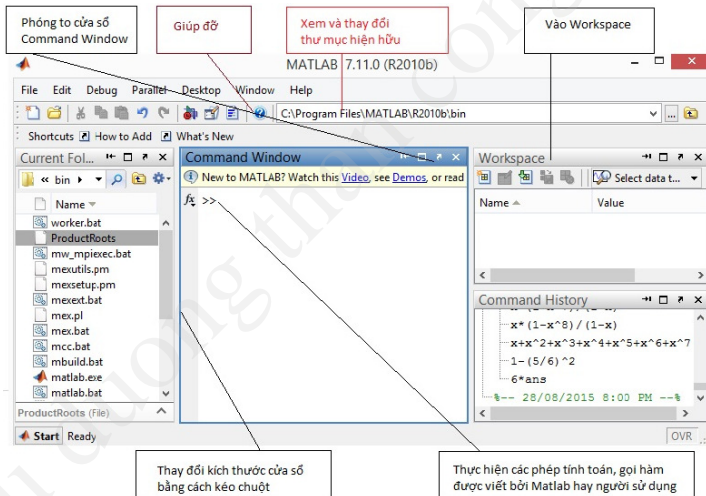 Phóng to cửa sổ
Command Window
Giúp đỡ
Xem và thay đổi
thư mục hiện hữu
Vào Workspace
MATLAB 7.11.0 (R2010b)
File Edit Debug Parallel Desktop Window Help
C:\Program Files\MATLAB\R2010b\bin
Shortcuts How to Add What's New
Current Fol...
« bin
Name
worker.bat
ProductRoots
mw_mpiexec.bat
mexutils.pm
mexsetup.pm
mexext.bat
mex.pl
mex.bat
mcc.bat
mbuild.bat
matlab.exe
matlab.bat
ProductRoots (File)
Command Window
New to MATLAB? Watch this Video, see Demos, or read
fx >>
Workspace
Select data t...
Name Value
Command History
x*(1-x^8)/(1-x)
x+x^2+x^3+x^4+x^5+x^6+x^7
1-(5/6)^2
6*ans
%-- 28/08/2015 8:00 PM --%
Start Ready
OVR
Thay đổi kích thước cửa sổ
bằng cách kéo chuột
Thực hiện các phép tính toán, gọi hàm
được viết bởi Matlab hay người sử dụng